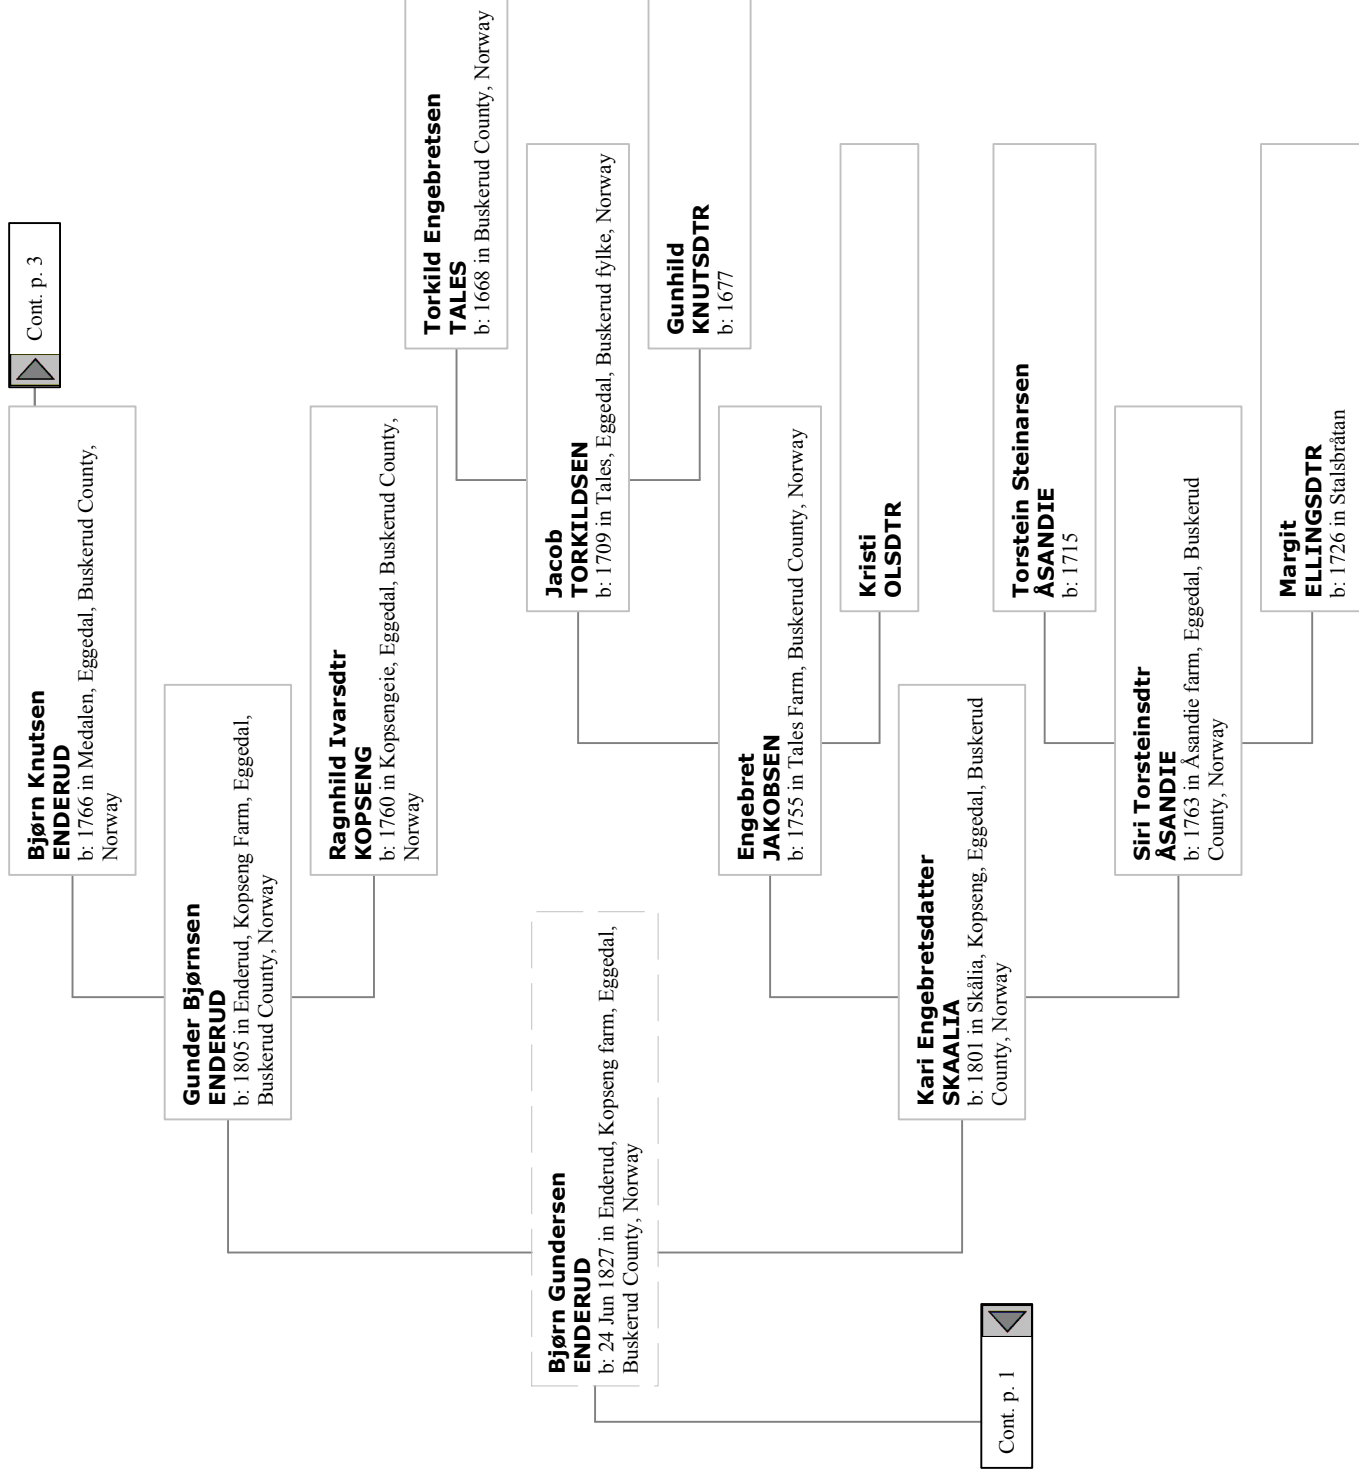 Cont. p. 3
Bjørn Knutsen
ENDERUD
b: 1766 in Medalen, Eggedal, Buskerud County,
Norway
Gunder Bjørnsen
ENDERUD
b: 1805 in Enderud, Kopseng Farm, Eggedal,
Buskerud County, Norway
Ragnhild Ivarsdtr
KOPSENG
b: 1760 in Kopsengeie, Eggedal, Buskerud County,
Norway
Torkild Engebretsen
TALES
b: 1668 in Buskerud County, Norway
Bjørn Gundersen
ENDERUD
b: 24 Jun 1827 in Enderud, Kopseng farm, Eggedal,
Buskerud County, Norway
Jacob
TORKILDSEN
b: 1709 in Tales, Eggedal, Buskerud fylke, Norway
Gunhild
KNUTSDTR
b: 1677
Engebret
JAKOBSEN
b: 1755 in Tales Farm, Buskerud County, Norway
Kristi
OLSDTR
Kari Engebretsdatter
SKAALIA
b: 1801 in Skålia, Kopseng, Eggedal, Buskerud
County, Norway
Cont. p. 1
Torstein Steinarsen
ÅSANDIE
b: 1715
Siri Torsteinsdtr
ÅSANDIE
b: 1763 in Åsandie farm, Eggedal, Buskerud
County, Norway
Margit
ELLINGSDTR
b: 1726 in Stalsbråtan